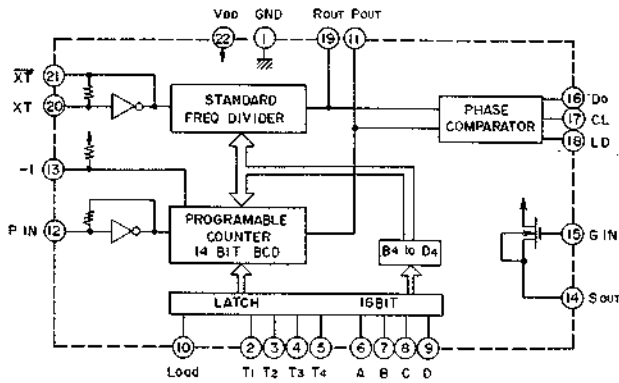 VDD GND ROUT POUT
22 1 19 11
21 XT
20 XT
STANDARD
FREQ DIVIDER
PHASE
COMPARATOR
16 Do
17 CL
18 LD
-1
13
P IN 12
PROGRAMABLE
COUNTER
14 BIT BCD
B4 to D4
15 G IN
14 SOUT
LATCH 16BIT
10 2 3 4 5 6 7 8 9
Load T1 T2 T3 T4 A B C D